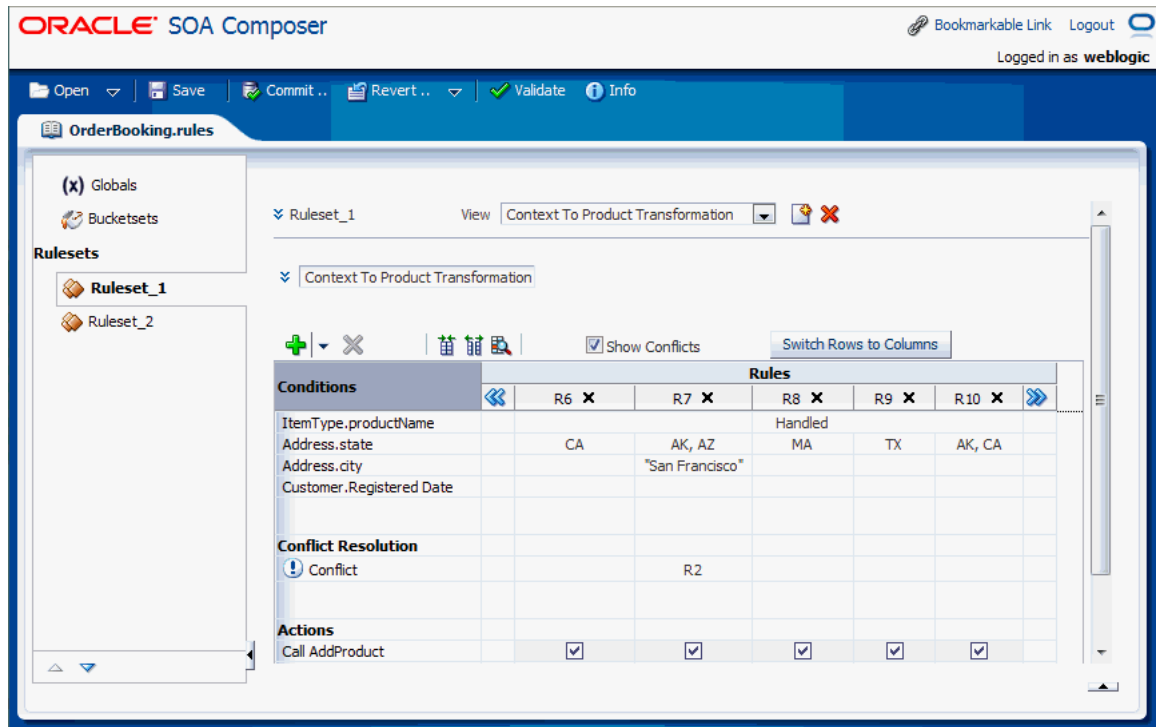 ORACLE SOA Composer
Bookmarkable Link Logout
Logged in as weblogic
Open Save Commit .. Revert .. Validate Info
OrderBooking.rules
(x) Globals
Bucketsets
Rulesets
Ruleset_1
Ruleset_2
Ruleset_1 View Context To Product Transformation
Context To Product Transformation
Show Conflicts Switch Rows to Columns
Conditions Rules
R6 R7 R8 R9 R10
ItemType.productName Handled
Address.state CA AK, AZ MA TX AK, CA
Address.city "San Francisco"
Customer.Registered Date
Conflict Resolution
Conflict R2
Actions
Call AddProduct